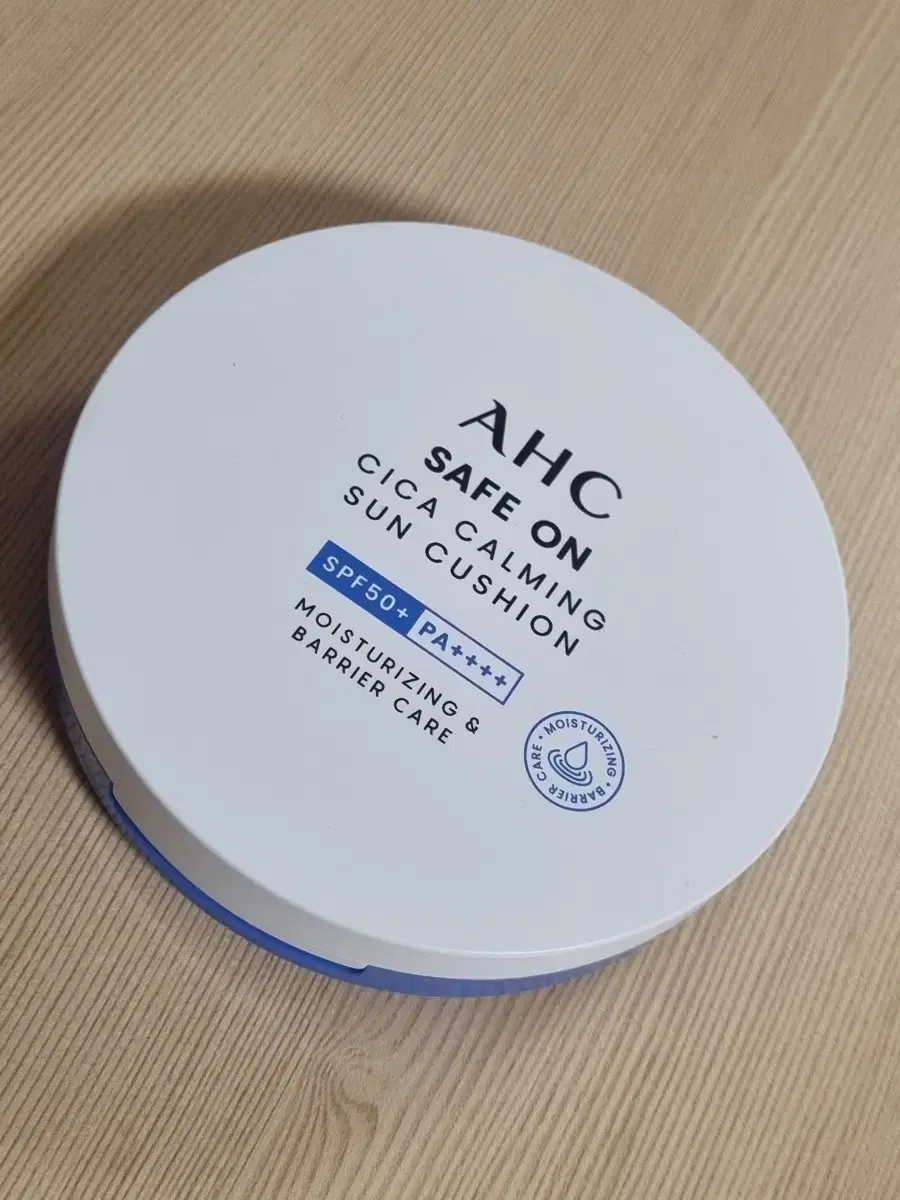 AHC
SAFE ON
CICA CALMING
SUN CUSHION
SPF50+ PA++++
MOISTURIZING &
BARRIER CARE
MOISTURIZING • BARRIER CARE •